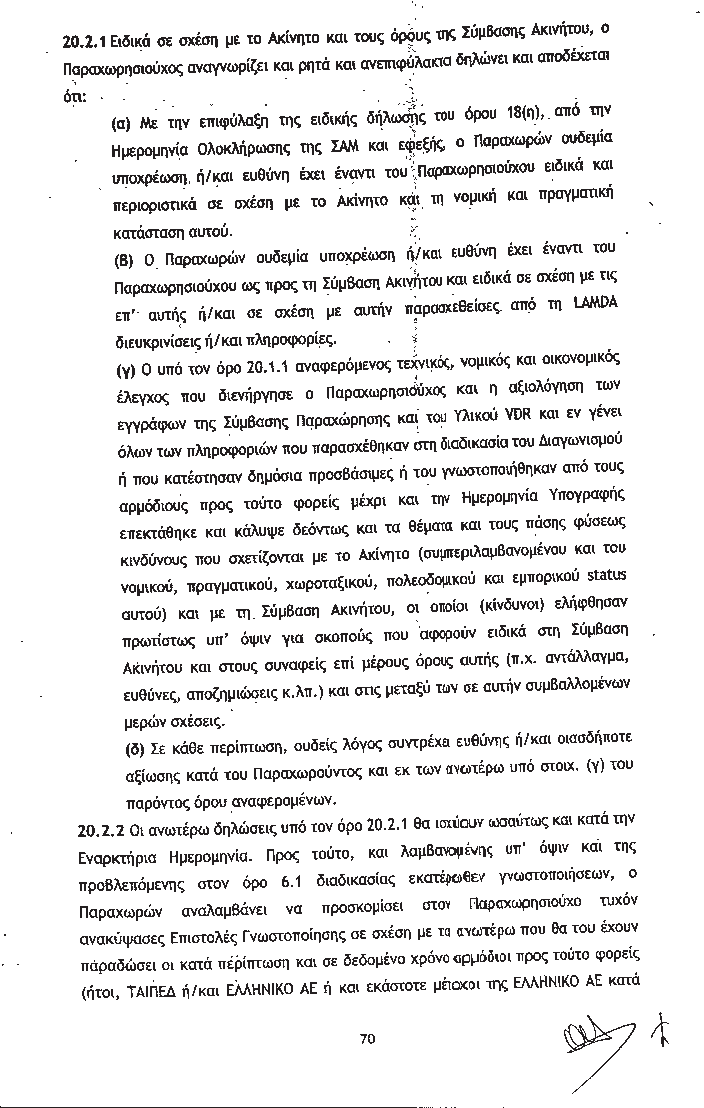 20.2.1 Ειδικά σε σχέση με το Ακίνητο και τους όρους της Σύμβασης Ακινήτου, ο
Παραχωρησιούχος αναγνωρίζει και ρητά και ανεπιφύλακτα δηλώνει και αποδέχεται
ότι:
(α) Με την επιφύλαξη της ειδικής δήλωσης του όρου 18(η), από την
Ημερομηνία Ολοκλήρωσης της ΣΑΜ και εφεξής, ο Παραχωρών ουδεμία
υποχρέωση, ή/και ευθύνη έχει έναντι του Παραχωρησιούχου ειδικά και
περιοριστικά σε σχέση με το Ακίνητο και τη νομική και πραγματική
κατάσταση αυτού.
(β) Ο Παραχωρών ουδεμία υποχρέωση ή/και ευθύνη έχει έναντι του
Παραχωρησιούχου ως προς τη Σύμβαση Ακινήτου και ειδικά σε σχέση με τις
επ' αυτής ή/και σε σχέση με αυτήν παρασχεθείσες από τη LAMDA
διευκρινίσεις ή/και πληροφορίες.
(γ) Ο υπό τον όρο 20.1.1 αναφερόμενος τεχνικός, νομικός και οικονομικός
έλεγχος που διενήργησε ο Παραχωρησιούχος και η αξιολόγηση των
εγγράφων της Σύμβασης Παραχώρησης και του Υλικού VDR και εν γένει
όλων των πληροφοριών που παρασχέθηκαν στη διαδικασία του Διαγωνισμού
ή που κατέστησαν δημόσια προσβάσιμες ή του γνωστοποιήθηκαν από τους
αρμόδιους προς τούτο φορείς μέχρι και την Ημερομηνία Υπογραφής
επεκτάθηκε και κάλυψε δεόντως και τα θέματα και τους πάσης φύσεως
κινδύνους που σχετίζονται με το Ακίνητο (συμπεριλαμβανομένου και του
νομικού, πραγματικού, χωροταξικού, πολεοδομικού και εμπορικού status
αυτού) και με τη Σύμβαση Ακινήτου, οι οποίοι (κίνδυνοι) ελήφθησαν
πρωτίστως υπ' όψιν για σκοπούς που αφορούν ειδικά στη Σύμβαση
Ακινήτου και στους συναφείς επί μέρους όρους αυτής (π.χ. αντάλλαγμα,
ευθύνες, αποζημιώσεις κ.λπ.) και στις μεταξύ των σε αυτήν συμβαλλομένων
μερών σχέσεις.
(δ) Σε κάθε περίπτωση, ουδείς λόγος συντρέχει ευθύνης ή/και οιασδήποτε
αξίωσης κατά του Παραχωρούντος και εκ των ανωτέρω υπό στοιχ. (γ) του
παρόντος όρου αναφερομένων.
20.2.2 Οι ανωτέρω δηλώσεις υπό τον όρο 20.2.1 θα ισχύουν ωσαύτως και κατά την
Εναρκτήρια Ημερομηνία. Προς τούτο, και λαμβανομένης υπ' όψιν και της
προβλεπόμενης στον όρο 6.1 διαδικασίας εκατέρωθεν γνωστοποιήσεων, ο
Παραχωρών αναλαμβάνει να προσκομίσει στον Παραχωρησιούχο τυχόν
ανακύψασες Επιστολές Γνωστοποίησης σε σχέση με τα ανωτέρω που θα του έχουν
παραδώσει οι κατά περίπτωση και σε δεδομένο χρόνο αρμόδιοι προς τούτο φορείς
(ήτοι, ΤΑΙΠΕΔ ή/και ΕΛΛΗΝΙΚΟ ΑΕ ή και εκάστοτε μέτοχοι της ΕΛΛΗΝΙΚΟ ΑΕ κατά
70